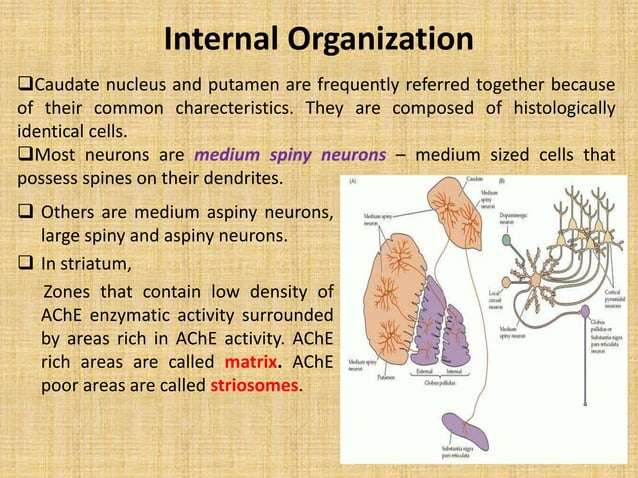 Internal Organization
❑Caudate nucleus and putamen are frequently referred together because
of their common charecteristics. They are composed of histologically
identical cells.
❑Most neurons are medium spiny neurons – medium sized cells that
possess spines on their dendrites.
❑ Others are medium aspiny neurons,
large spiny and aspiny neurons.
❑ In striatum,
Zones that contain low density of
AChE enzymatic activity surrounded
by areas rich in AChE activity. AChE
rich areas are called matrix. AChE
poor areas are called striosomes.
(A)
Caudate
Medium
spiny
neuron
Medium spiny
neuron
Medium spiny
neuron
Putamen
External
Internal
Globus pallidus
Substantia nigra
pars reticulata
(B)
Dopaminergic
neuron
Local
circuit
neuron
Medium spiny
neuron
Cortical
pyramidal
neurons
Globus
pallidus or
Substantia nigra
pars reticulata
neuron